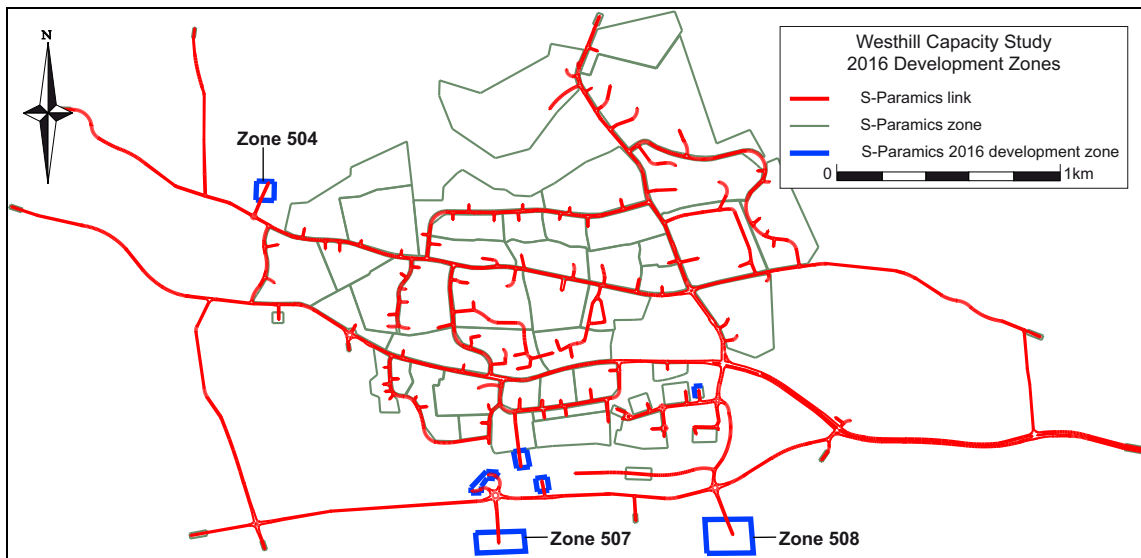 N
Westhill Capacity Study
2016 Development Zones
S-Paramics link
S-Paramics zone
S-Paramics 2016 development zone
0 1km
Zone 504
Zone 507
Zone 508